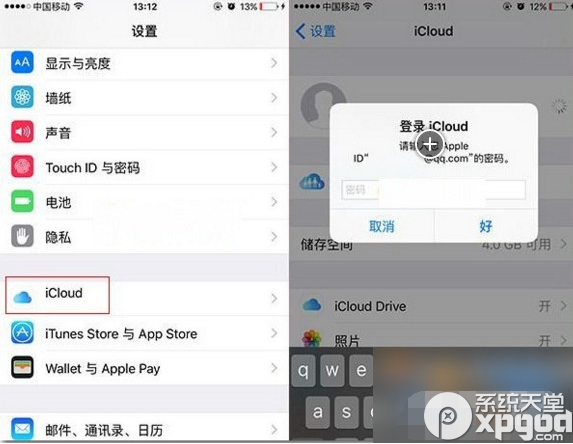 中国移动 13:12 13%
设置
显示与亮度
墙纸
声音
Touch ID 与密码
电池
隐私
iCloud
iTunes Store 与 App Store
Wallet 与 Apple Pay
邮件、通讯录、日历
中国移动 13:11 12%
设置 iCloud
登录 iCloud
请输入 Apple
ID“ @qq.com”的密码。
密码
取消 好
储存空间 4.0 GB 可用
iCloud Drive 开
照片 开
q w e
a s d
系统天堂
xpgod.com